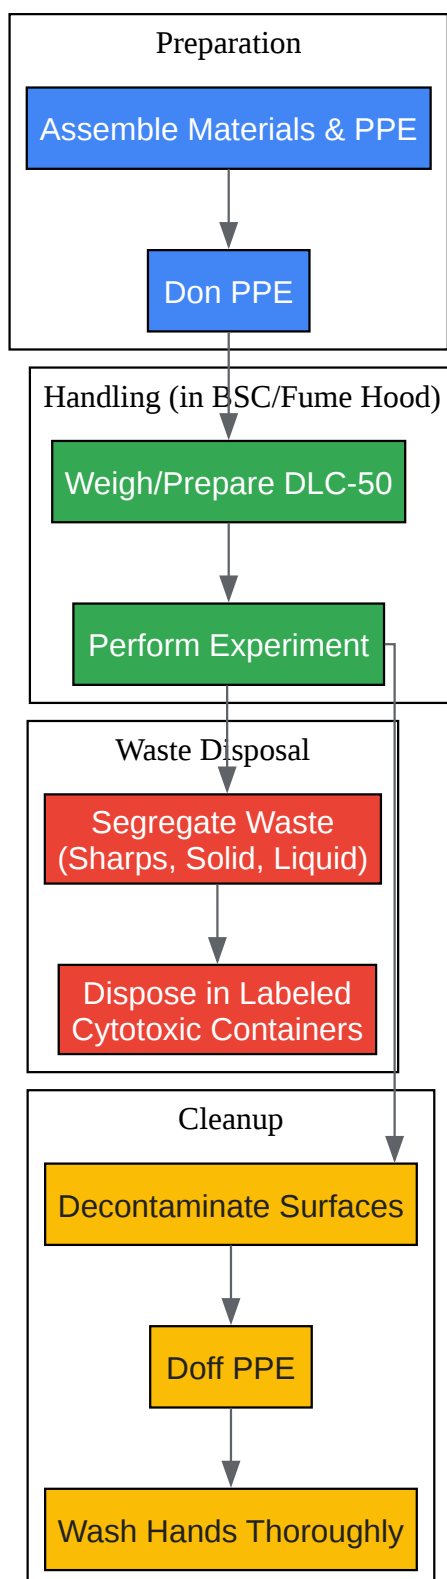 Preparation
Assemble Materials & PPE
Don PPE
Handling (in BSC/Fume Hood)
Weigh/Prepare DLC-50
Perform Experiment
Waste Disposal
Segregate Waste
(Sharps, Solid, Liquid)
Dispose in Labeled
Cytotoxic Containers
Cleanup
Decontaminate Surfaces
Doff PPE
Wash Hands Thoroughly